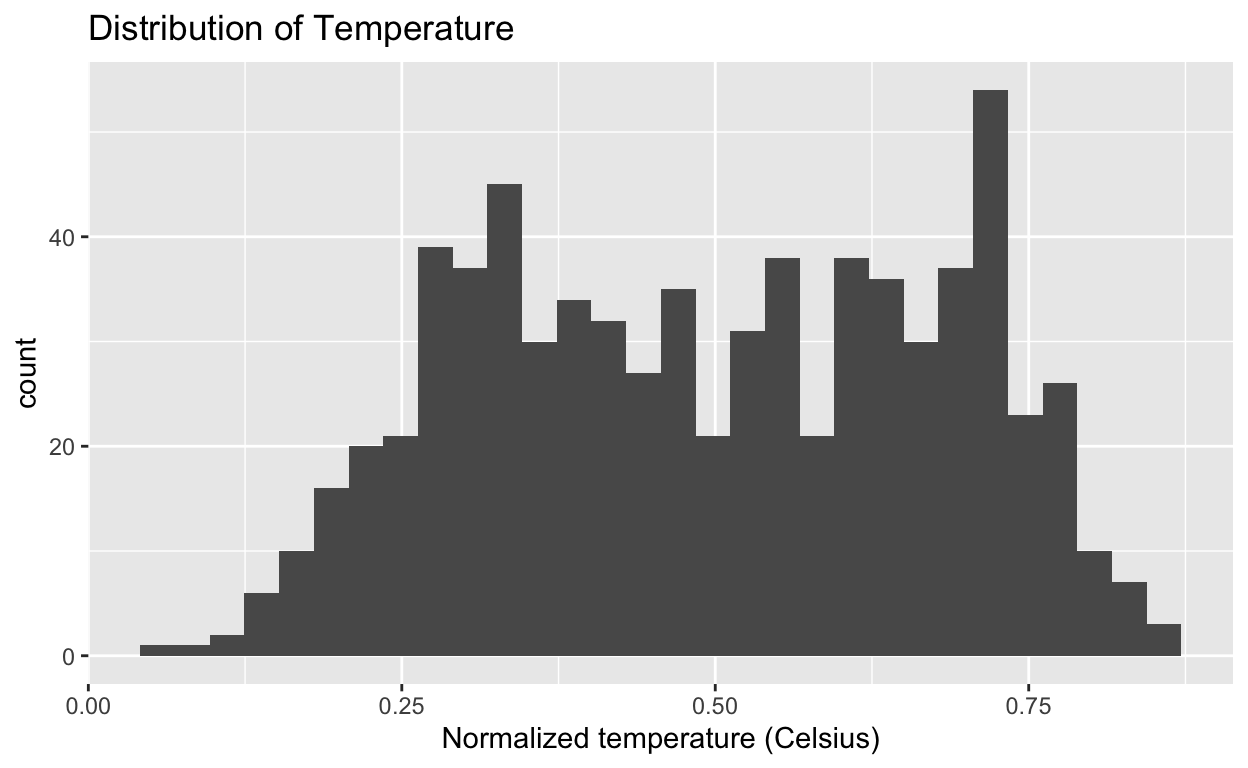 Distribution of Temperature
count
40
20
0
0.00 0.25 0.50 0.75
Normalized temperature (Celsius)